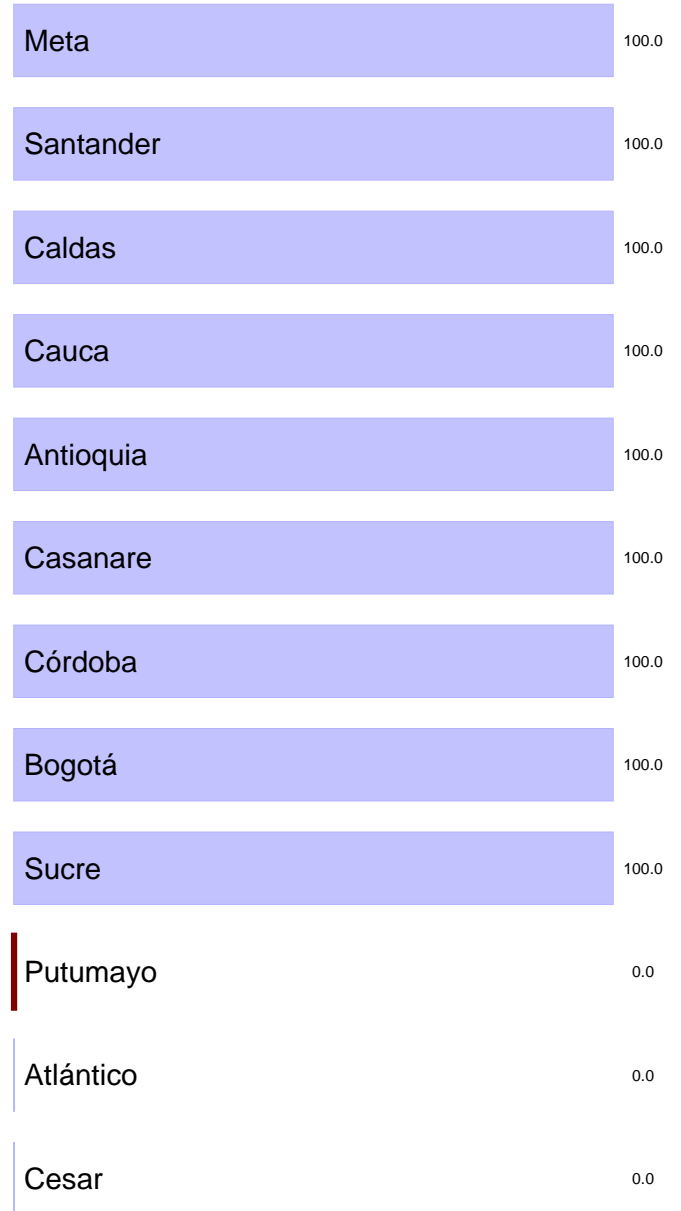 Meta 100.0
Santander 100.0
Caldas 100.0
Cauca 100.0
Antioquia 100.0
Casanare 100.0
Córdoba 100.0
Bogotá 100.0
Sucre 100.0
Putumayo 0.0
Atlántico 0.0
Cesar 0.0